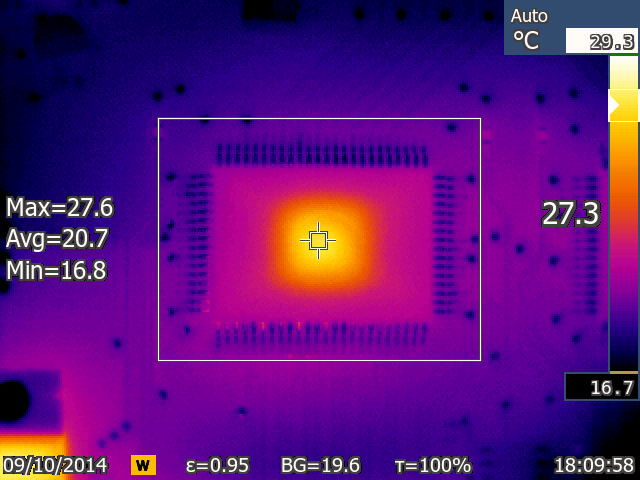 Auto
°C
29.3
Max=27.6
Avg=20.7
Min=16.8
27.3
16.7
09/10/2014 W ε=0.95 BG=19.6 τ=100% 18:09:58